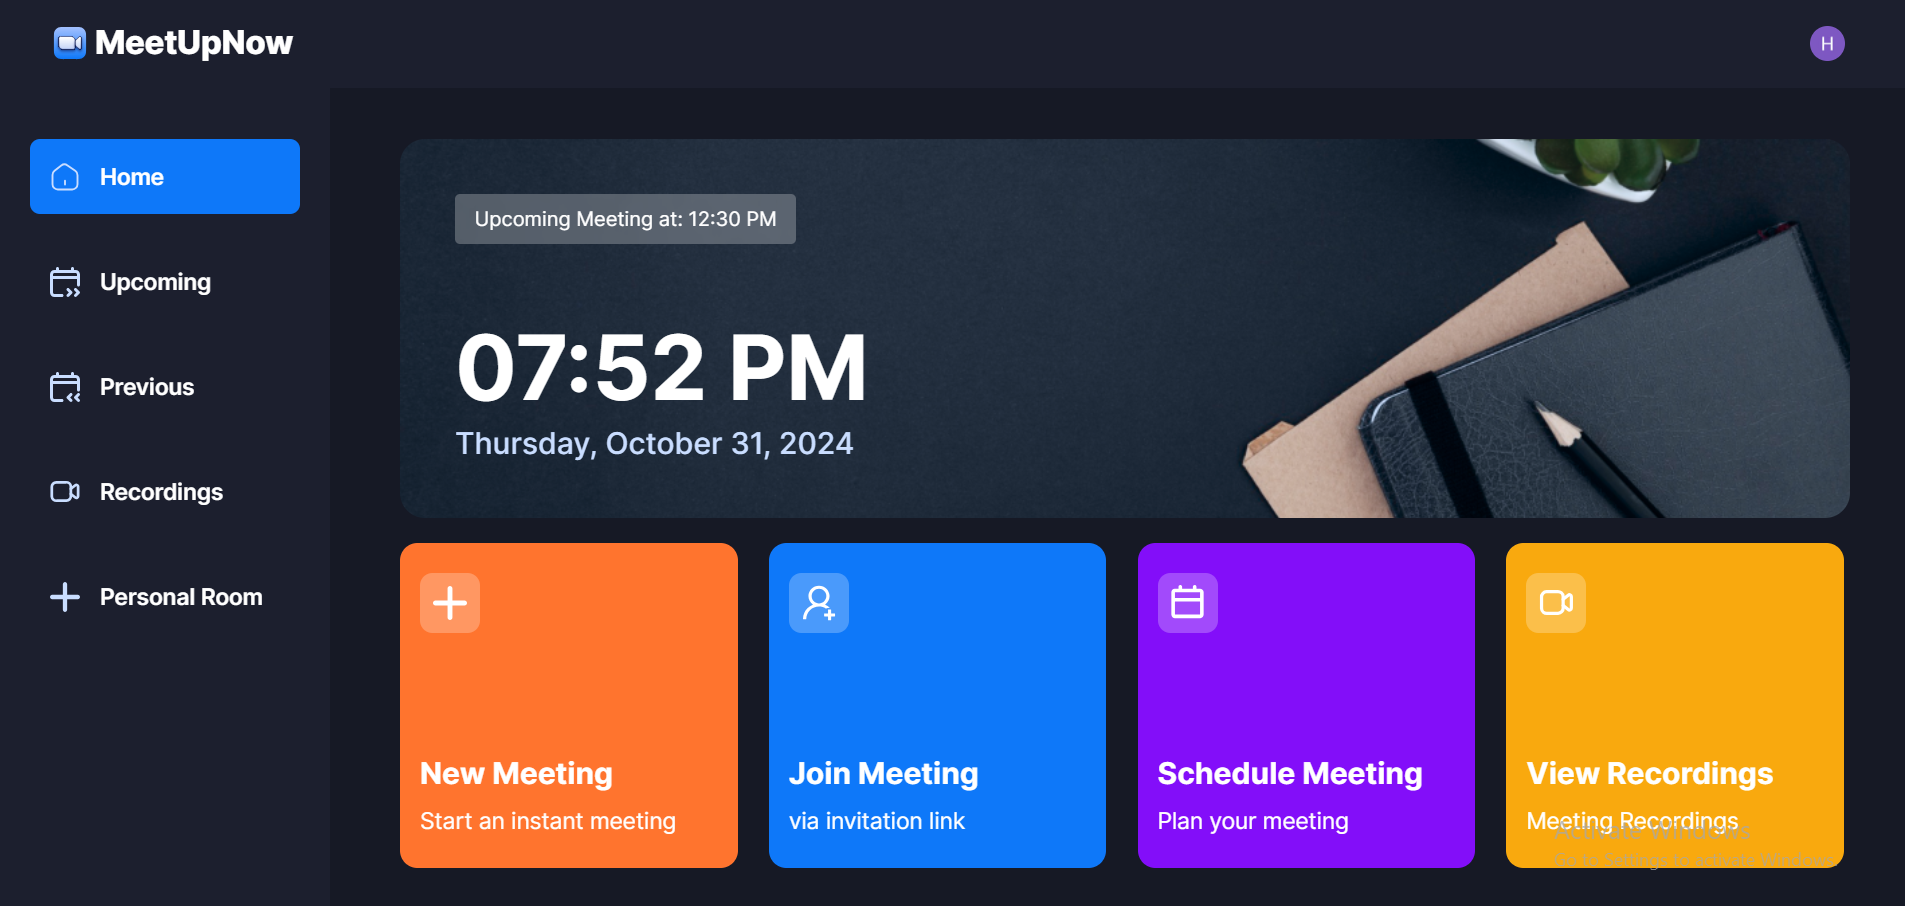 MeetUpNow
H
Home
Upcoming
Previous
Recordings
Personal Room
Upcoming Meeting at: 12:30 PM
07:52 PM
Thursday, October 31, 2024
New Meeting
Start an instant meeting
Join Meeting
via invitation link
Schedule Meeting
Plan your meeting
View Recordings
Meeting Recordings
Activate Windows
Go to Settings to activate Windows.